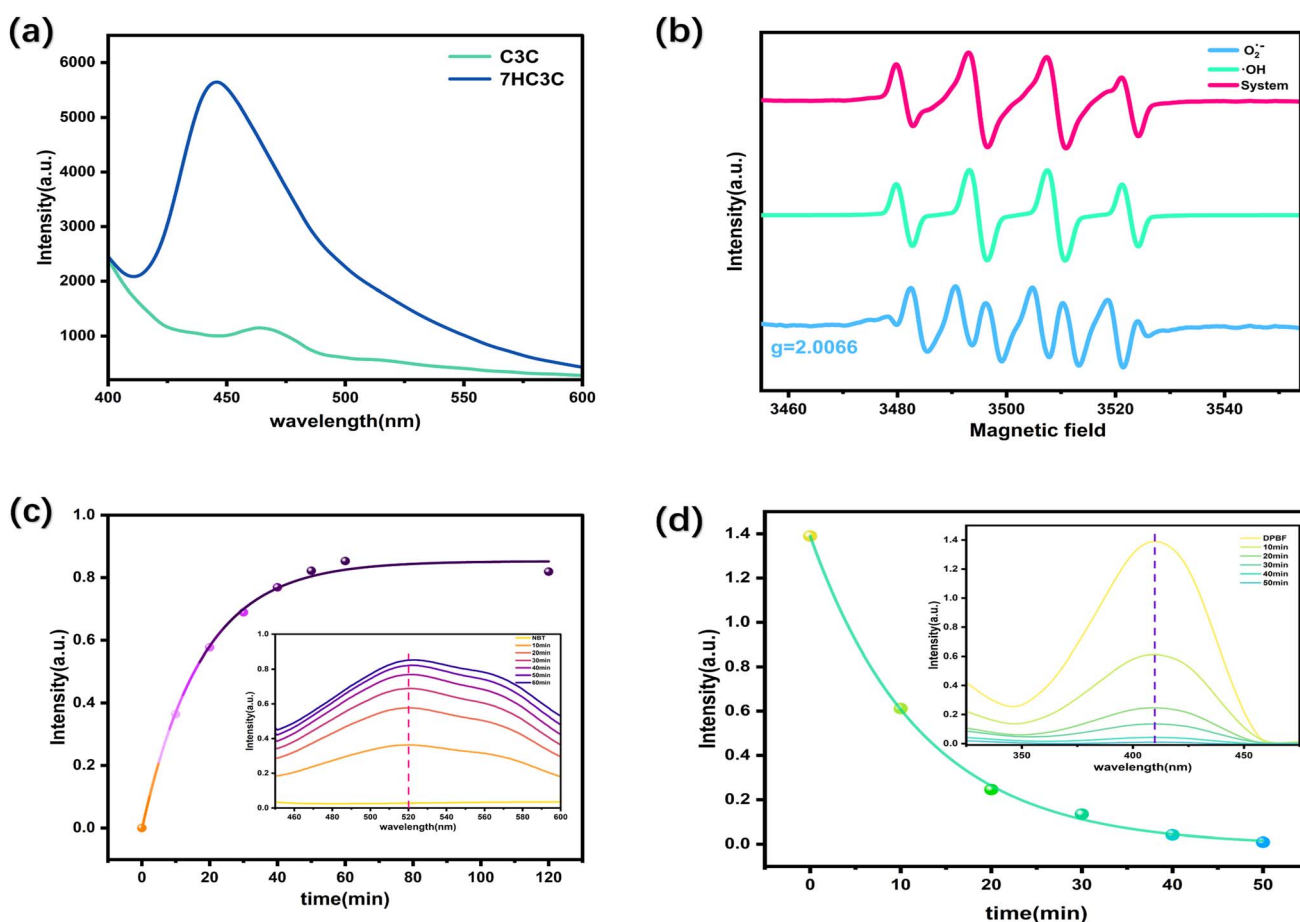 (a)
C3C
7HC3C
6000
5000
4000
3000
2000
1000
Intensity(a.u.)
400
450
500
550
600
wavelength(nm)
(b)
O₂˙⁻
·OH
System
g=2.0066
Intensity(a.u.)
3460
3480
3500
3520
3540
Magnetic field
(c)
1.0
0.8
0.6
0.4
0.2
0.0
Intensity(a.u.)
0
20
40
60
80
100
120
time(min)
NBT
10min
20min
30min
40min
50min
60min
1.0
0.8
0.6
0.4
0.2
0.0
Intensity(a.u.)
460
480
500
520
540
560
580
600
wavelength(nm)
(d)
1.4
1.2
1.0
0.8
0.6
0.4
0.2
0.0
Intensity(a.u.)
0
10
20
30
40
50
time(min)
DPBF
10min
20min
30min
40min
50min
1.4
1.2
1.0
0.8
0.6
0.4
0.2
0.0
Intensity(a.u.)
350
400
450
wavelength(nm)